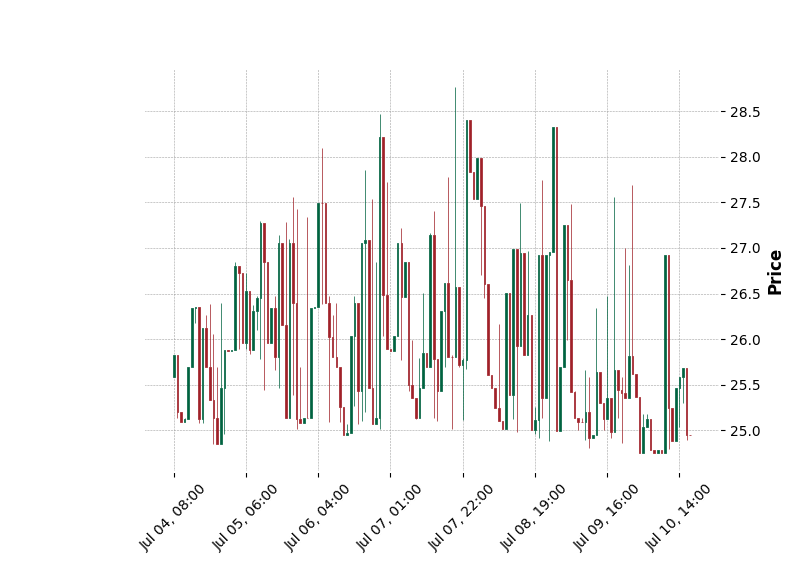 28.5
28.0
27.5
27.0
26.5
26.0
25.5
25.0
Price
Jul 04, 08:00
Jul 05, 06:00
Jul 06, 04:00
Jul 07, 01:00
Jul 07, 22:00
Jul 08, 19:00
Jul 09, 16:00
Jul 10, 14:00